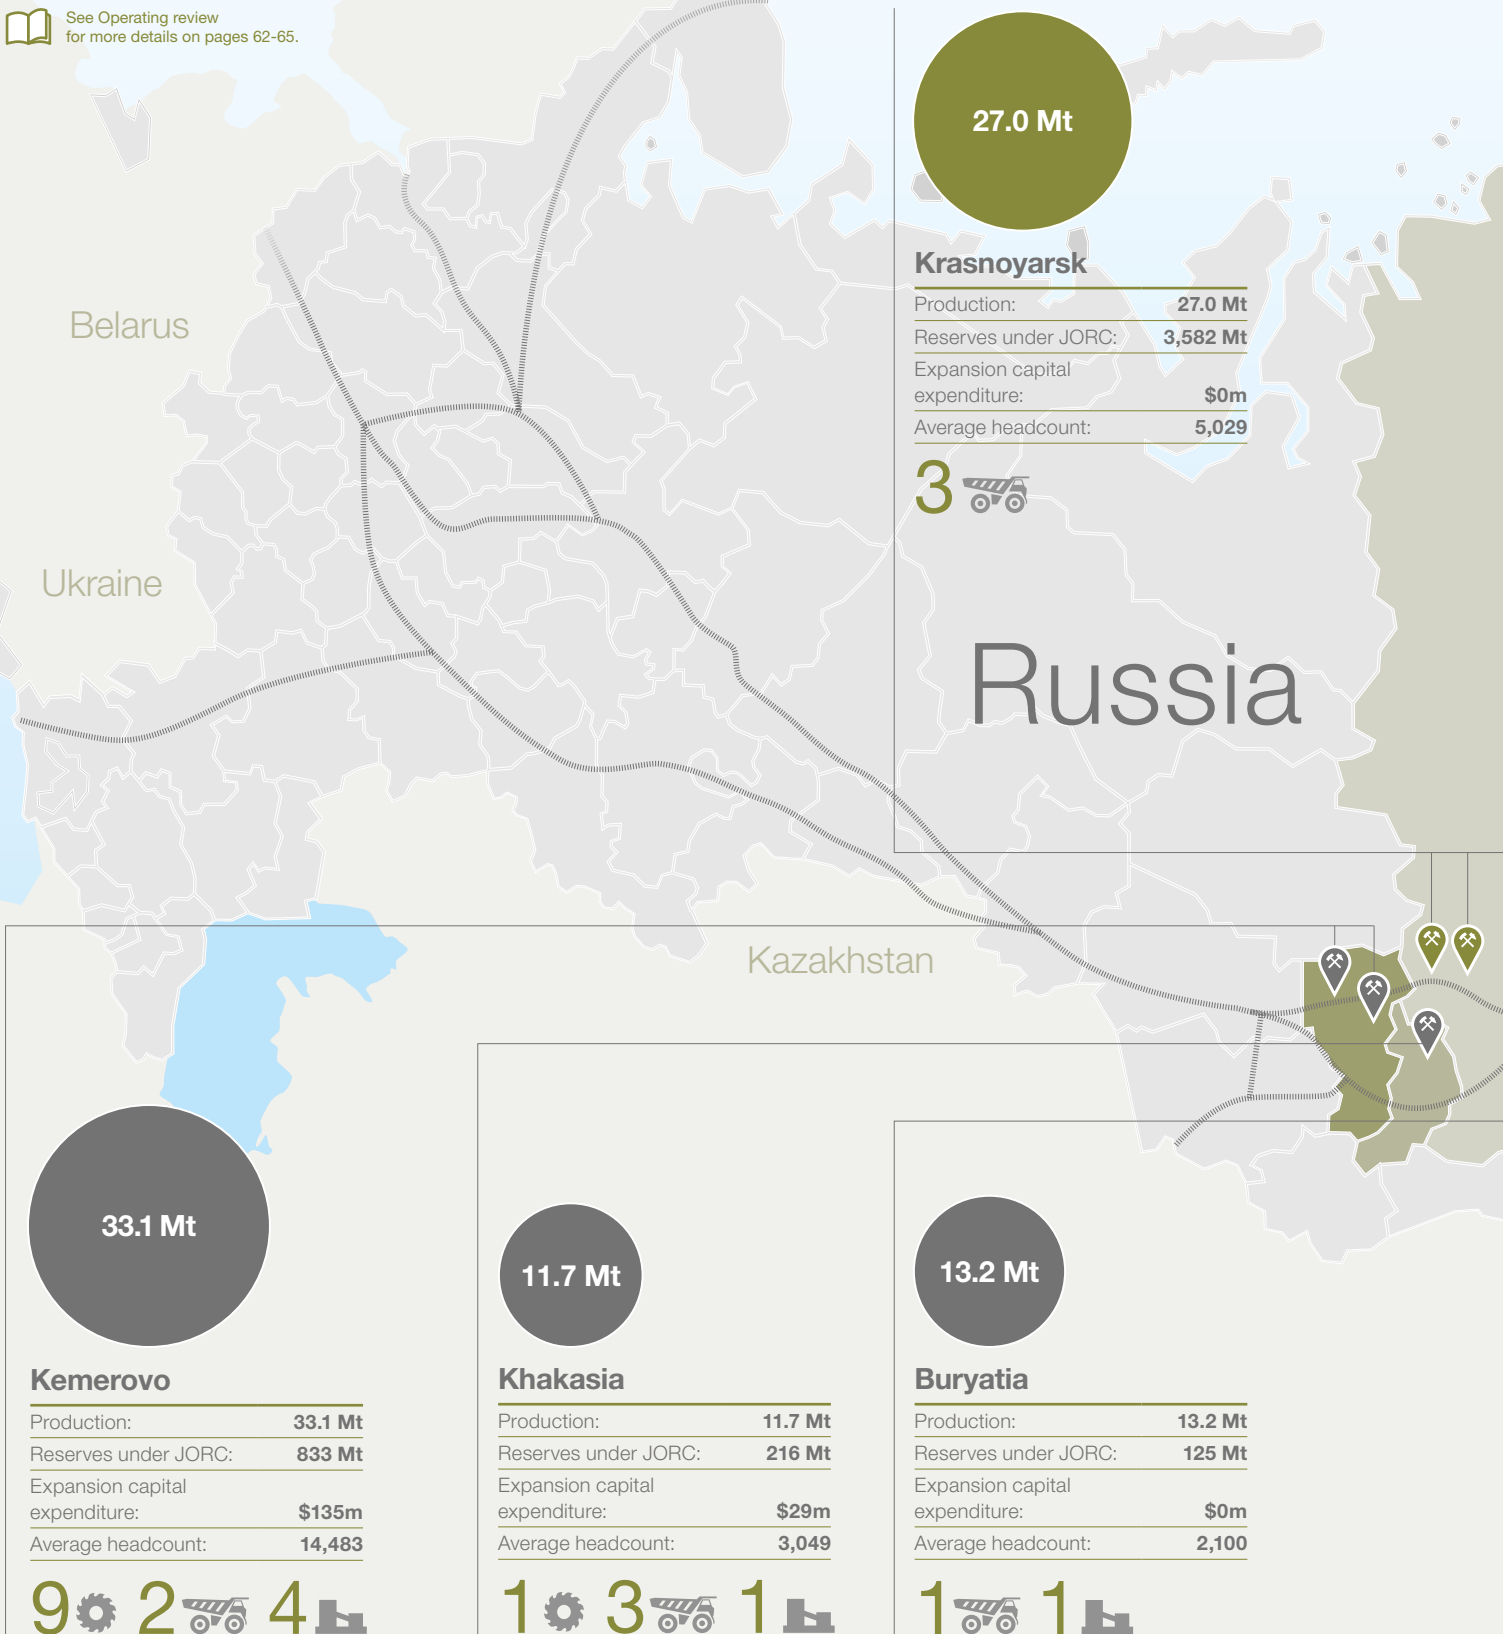 See Operating review
for more details on pages 62-65.
27.0 Mt
Krasnoyarsk
Production: 27.0 Mt
Reserves under JORC: 3,582 Mt
Expansion capital
expenditure: $0m
Average headcount: 5,029
3
Belarus
Ukraine
Russia
Kazakhstan
33.1 Mt
Kemerovo
Production: 33.1 Mt
Reserves under JORC: 833 Mt
Expansion capital
expenditure: $135m
Average headcount: 14,483
9 2 4
11.7 Mt
Khakasia
Production: 11.7 Mt
Reserves under JORC: 216 Mt
Expansion capital
expenditure: $29m
Average headcount: 3,049
1 3 1
13.2 Mt
Buryatia
Production: 13.2 Mt
Reserves under JORC: 125 Mt
Expansion capital
expenditure: $0m
Average headcount: 2,100
1 1